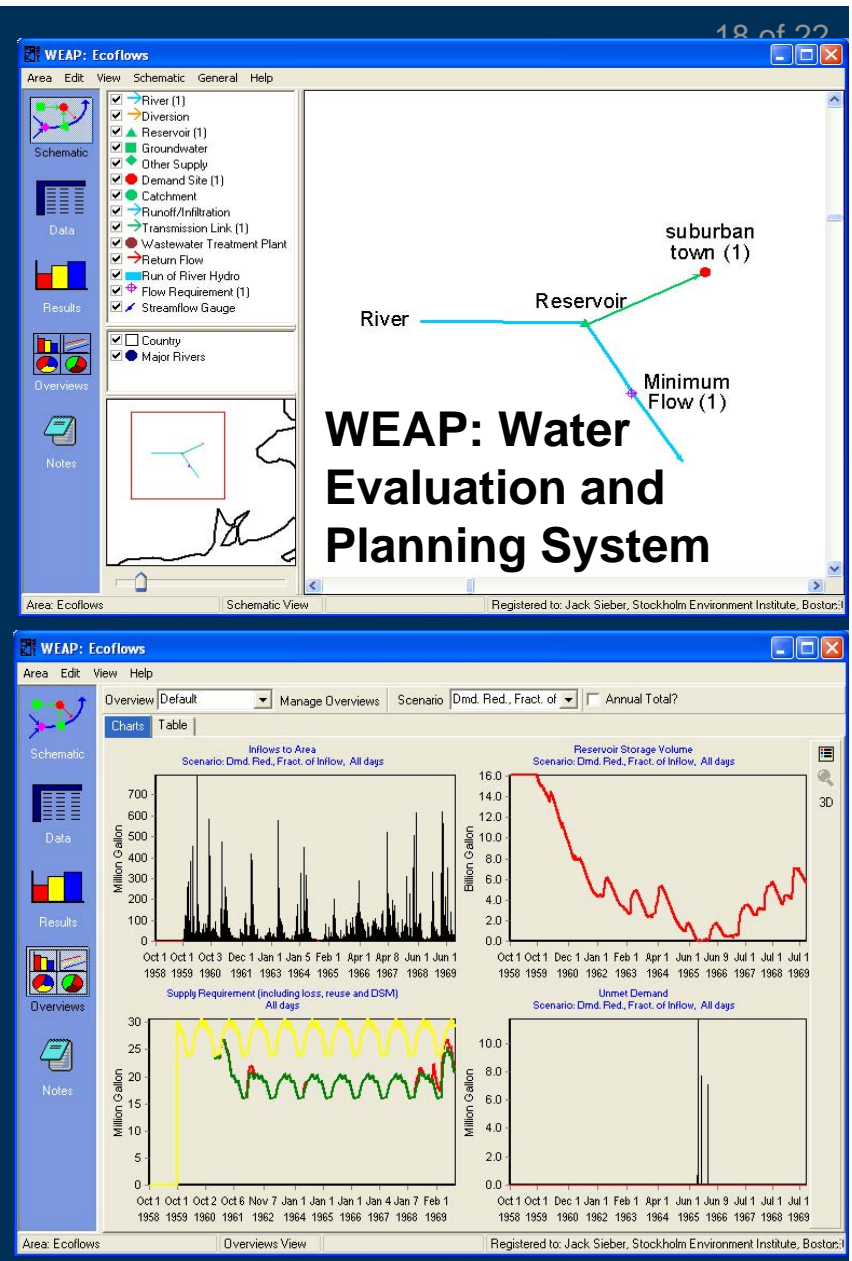 18 of 22
WEAP: Ecoflows
Area Edit View Schematic General Help
Schematic
Data
Results
Overviews
Notes
River (1)
Diversion
Reservoir (1)
Groundwater
Other Supply
Demand Site (1)
Catchment
Runoff/Infiltration
Transmission Link (1)
Wastewater Treatment Plant
Return Flow
Run of River Hydro
Flow Requirement (1)
Streamflow Gauge
Country
Major Rivers
suburban
town (1)
Reservoir
River
Minimum
Flow (1)
WEAP: Water
Evaluation and
Planning System
Area: Ecoflows Schematic View Registered to: Jack Sieber, Stockholm Environment Institute, Boston
WEAP: Ecoflows
Area Edit View Help
Schematic
Data
Results
Overviews
Notes
Overview Default Manage Overviews Scenario Dmd. Red., Fract. of Annual Total?
Charts Table
3D
Inflows to Area
Scenario: Dmd. Red., Fract. of Inflow, All days
Million Gallon
700
600
500
400
300
200
100
0
Oct 1 Oct 1 Oct 3 Dec 1 Jan 1 Jan 5 Feb 1 Apr 1 Apr 8 Jun 1 Jun 1
1958 1959 1960 1961 1963 1964 1965 1966 1967 1968 1969
Reservoir Storage Volume
Scenario: Dmd. Red., Fract. of Inflow, All days
Billion Gallon
16.0
14.0
12.0
10.0
8.0
6.0
4.0
2.0
0.0
Oct 1 Oct 1 Dec 1 Jan 1 Feb 1 Apr 1 Jun 1 Jun 9 Jul 1 Jul 1 Jul 1
1958 1959 1960 1962 1963 1964 1965 1966 1967 1968 1969
Supply Requirement (including loss, reuse and DSM)
All days
Million Gallon
30
25
20
15
10
5
0
Oct 1 Oct 1 Oct 2 Oct 6 Nov 7 Jan 1 Jan 1 Jan 1 Jan 4 Jan 7 Feb 1
1958 1959 1960 1961 1962 1964 1965 1966 1967 1968 1969
Unmet Demand
Scenario: Dmd. Red., Fract. of Inflow, All days
Million Gallon
10.0
8.0
6.0
4.0
2.0
0.0
Oct 1 Oct 1 Dec 1 Jan 1 Feb 1 Apr 1 Jun 1 Jun 9 Jul 1 Jul 1 Jul 1
1958 1959 1960 1962 1963 1964 1965 1966 1967 1968 1969
Area: Ecoflows Overviews View Registered to: Jack Sieber, Stockholm Environment Institute, Boston